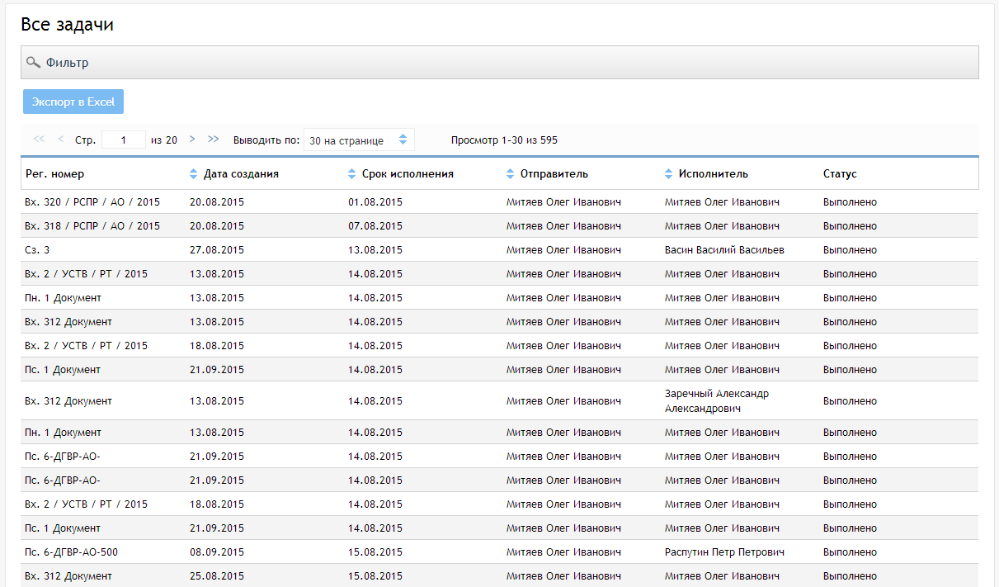 Все задачи
Фильтр
Экспорт в Excel
<< < Стр. 1 из 20 > >> Выводить по: 30 на странице Просмотр 1-30 из 595
Рег. номер Дата создания Срок исполнения Отправитель Исполнитель Статус
Вх. 320 / РСПР / АО / 2015 20.08.2015 01.08.2015 Митяев Олег Иванович Митяев Олег Иванович Выполнено
Вх. 318 / РСПР / АО / 2015 20.08.2015 07.08.2015 Митяев Олег Иванович Митяев Олег Иванович Выполнено
Сз. 3 27.08.2015 13.08.2015 Митяев Олег Иванович Васин Василий Васильев Выполнено
Вх. 2 / УСТВ / РТ / 2015 13.08.2015 14.08.2015 Митяев Олег Иванович Митяев Олег Иванович Выполнено
Пн. 1 Документ 13.08.2015 14.08.2015 Митяев Олег Иванович Митяев Олег Иванович Выполнено
Вх. 312 Документ 13.08.2015 14.08.2015 Митяев Олег Иванович Митяев Олег Иванович Выполнено
Вх. 2 / УСТВ / РТ / 2015 18.08.2015 14.08.2015 Митяев Олег Иванович Митяев Олег Иванович Выполнено
Пс. 1 Документ 21.09.2015 14.08.2015 Митяев Олег Иванович Митяев Олег Иванович Выполнено
Вх. 312 Документ 13.08.2015 14.08.2015 Митяев Олег Иванович Заречный Александр Александрович Выполнено
Пн. 1 Документ 13.08.2015 14.08.2015 Митяев Олег Иванович Митяев Олег Иванович Выполнено
Пс. 6-ДГВР-АО- 21.09.2015 14.08.2015 Митяев Олег Иванович Митяев Олег Иванович Выполнено
Пс. 6-ДГВР-АО- 21.09.2015 14.08.2015 Митяев Олег Иванович Митяев Олег Иванович Выполнено
Вх. 2 / УСТВ / РТ / 2015 18.08.2015 14.08.2015 Митяев Олег Иванович Митяев Олег Иванович Выполнено
Пс. 1 Документ 21.09.2015 14.08.2015 Митяев Олег Иванович Митяев Олег Иванович Выполнено
Пс. 6-ДГВР-АО-500 08.09.2015 15.08.2015 Митяев Олег Иванович Распутин Петр Петрович Выполнено
Вх. 312 Документ 25.08.2015 15.08.2015 Митяев Олег Иванович Митяев Олег Иванович Выполнено